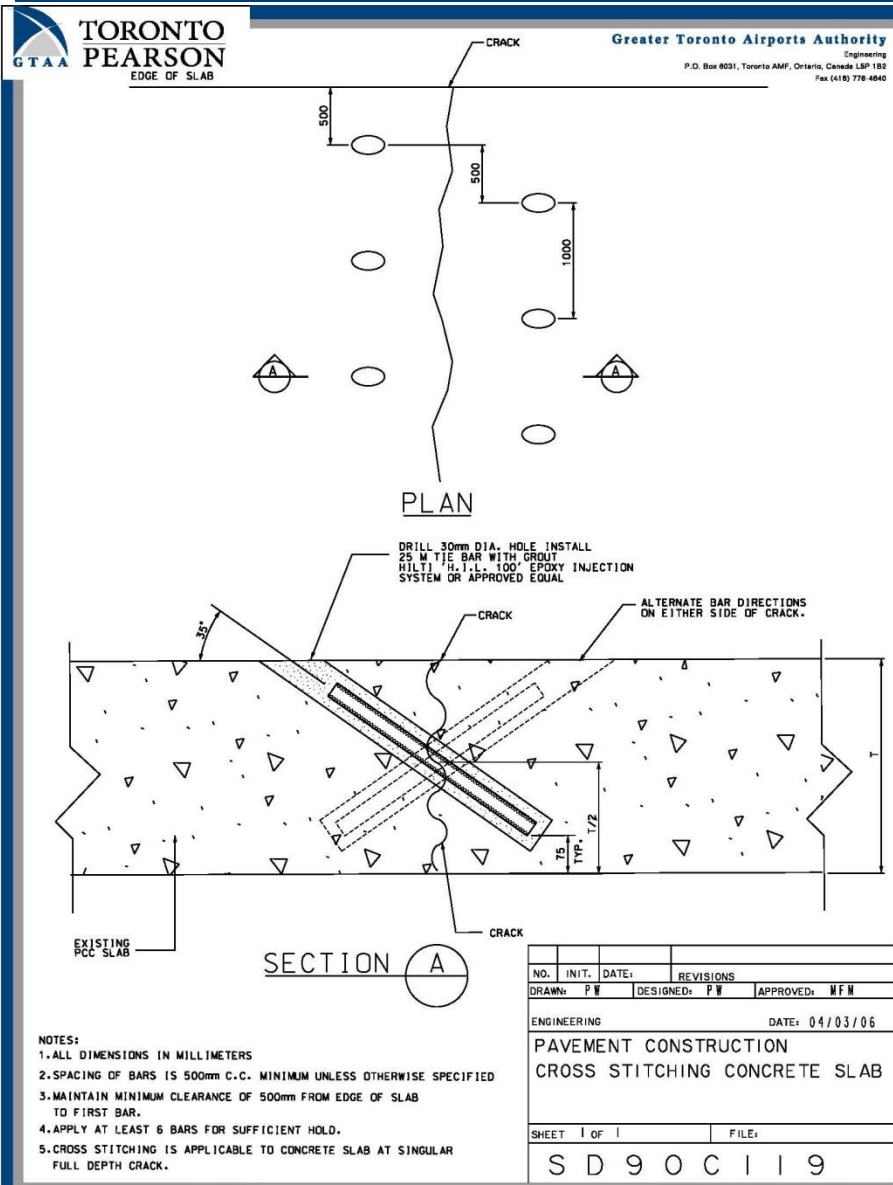 GTAA
TORONTO
PEARSON
Greater Toronto Airports Authority
Engineering
P.O. Box 6031, Toronto AMF, Ontario, Canada L5P 1B2
Fax (416) 776-4640
EDGE OF SLAB
CRACK
500
500
1000
A
A
PLAN
DRILL 30mm DIA. HOLE INSTALL
25 M TIE BAR WITH GROUT
HILTI 'H.I.L. 100' EPOXY INJECTION
SYSTEM OR APPROVED EQUAL
CRACK
ALTERNATE BAR DIRECTIONS
ON EITHER SIDE OF CRACK.
35°
T
T/2
75
TYP.
EXISTING
PCC SLAB
CRACK
SECTION A
NO. INIT. DATE: REVISIONS
DRAWN: PW DESIGNED: PW APPROVED: MFM
ENGINEERING DATE: 04/03/06
PAVEMENT CONSTRUCTION
CROSS STITCHING CONCRETE SLAB
SHEET 1 OF 1 FILE:
SD90C119
NOTES:
1. ALL DIMENSIONS IN MILLIMETERS
2. SPACING OF BARS IS 500mm C.C. MINIMUM UNLESS OTHERWISE SPECIFIED
3. MAINTAIN MINIMUM CLEARANCE OF 500mm FROM EDGE OF SLAB
TO FIRST BAR.
4. APPLY AT LEAST 6 BARS FOR SUFFICIENT HOLD.
5. CROSS STITCHING IS APPLICABLE TO CONCRETE SLAB AT SINGULAR
FULL DEPTH CRACK.